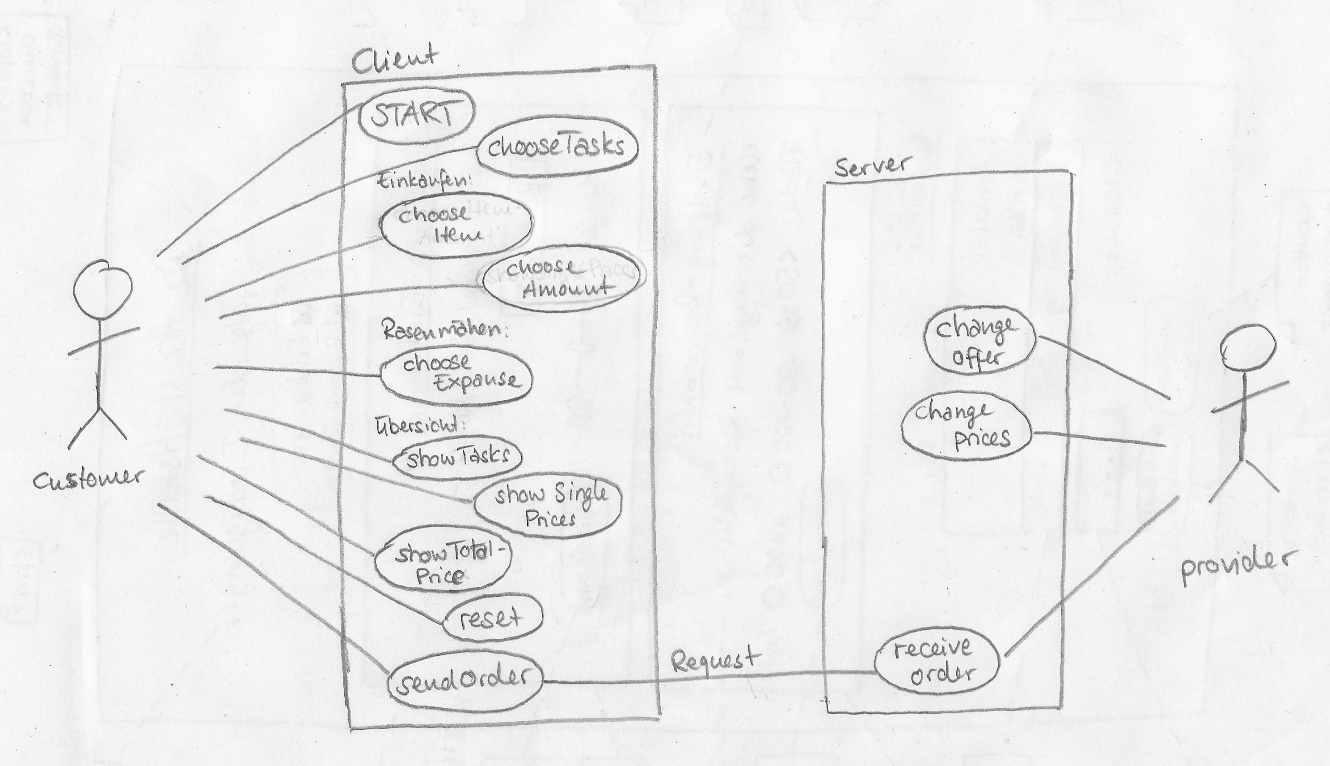 Client
START
chooseTasks
Einkaufen:
choose
Item
choose
Amount
Rasenmähen:
choose
Expanse
Übersicht:
showTasks
show Single
Prices
showTotal-
Price
reset
sendOrder
customer
Request
Server
change
offer
change
prices
receive
order
provider